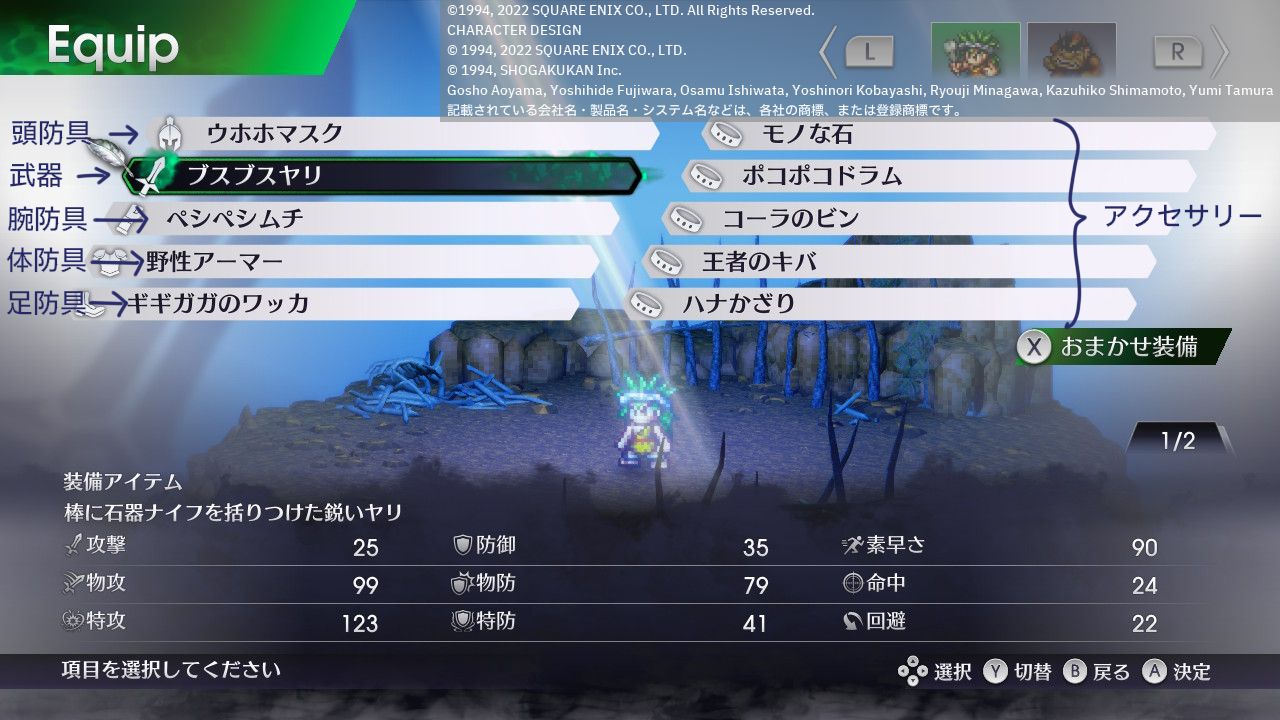 Equip
©1994, 2022 SQUARE ENIX CO., LTD. All Rights Reserved.
CHARACTER DESIGN
© 1994, 2022 SQUARE ENIX CO., LTD.
© 1994, SHOGAKUKAN Inc.
Gosho Aoyama, Yoshihide Fujiwara, Osamu Ishiwata, Yoshinori Kobayashi, Ryouji Minagawa, Kazuhiko Shimamoto, Yumi Tamura
記載されている会社名・製品名・システム名などは、各社の商標、または登録商標です。
L R
頭防具 ウホホマスク モノな石
武器 ブスブスヤリ ポコポコドラム
腕防具 ペシペシムチ コーラのビン アクセサリー
体防具 野性アーマー 王者のキバ
足防具 ギギガガのワッカ ハナかざり
X おまかせ装備
1/2
装備アイテム
棒に石器ナイフを括りつけた鋭いヤリ
攻撃 25 防御 35 素早さ 90
物攻 99 物防 79 命中 24
特攻 123 特防 41 回避 22
項目を選択してください 選択 Y 切替 B 戻る A 決定